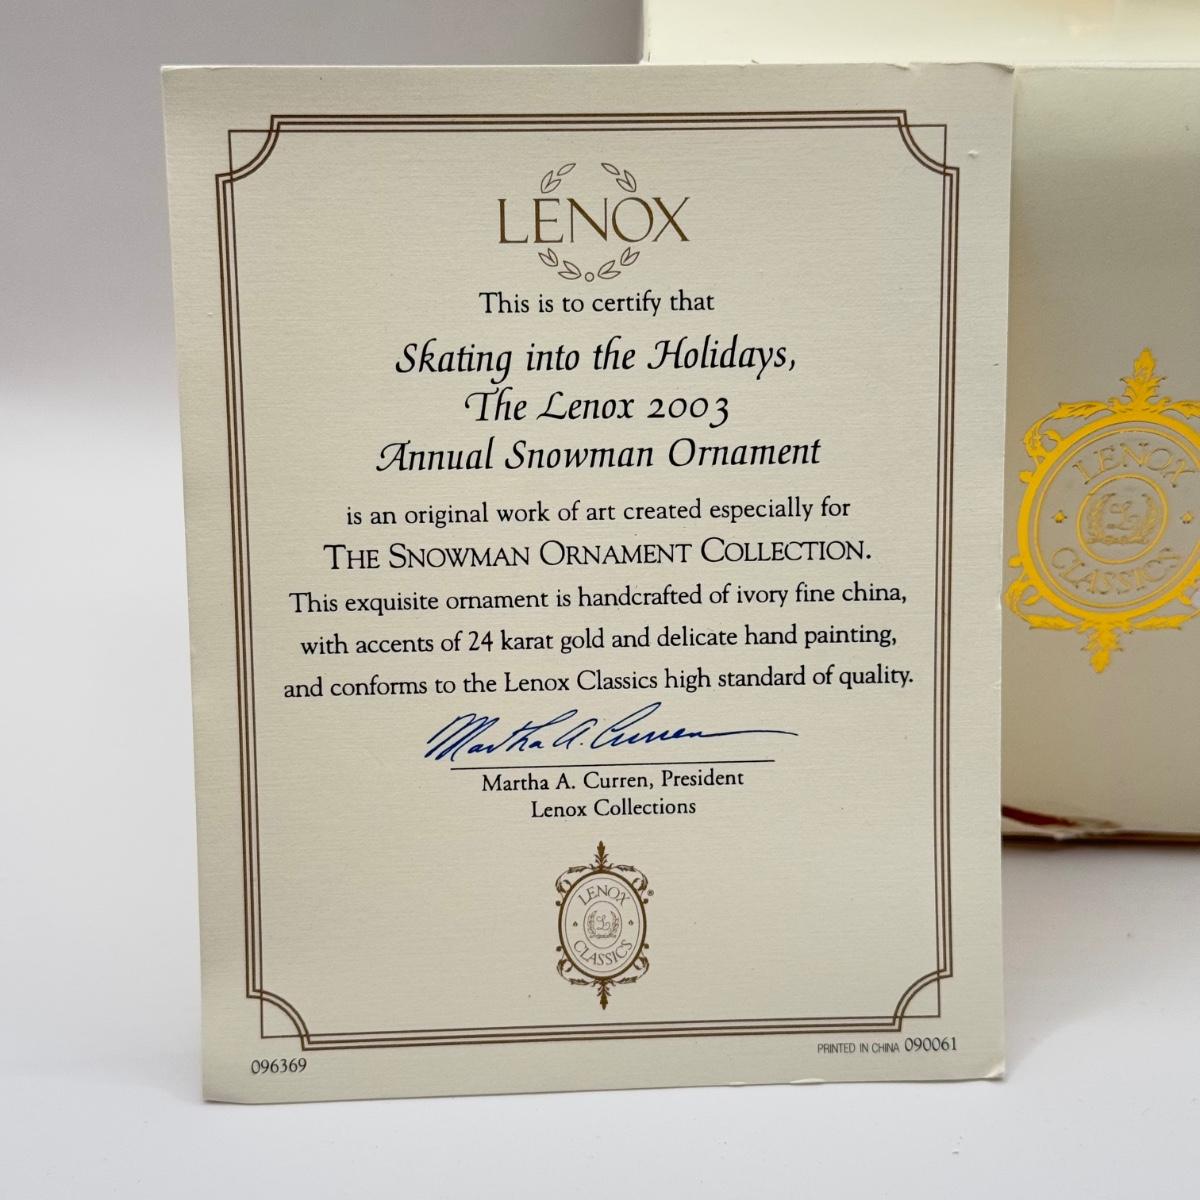 LENOX
This is to certify that
Skating into the Holidays,
The Lenox 2003
Annual Snowman Ornament
is an original work of art created especially for
THE SNOWMAN ORNAMENT COLLECTION.
This exquisite ornament is handcrafted of ivory fine china,
with accents of 24 karat gold and delicate hand painting,
and conforms to the Lenox Classics high standard of quality.
Martha A. Curren
Martha A. Curren, President
Lenox Collections
LENOX
L
CLASSICS
®
096369
PRINTED IN CHINA 090061
LENOX
L
CLASSICS